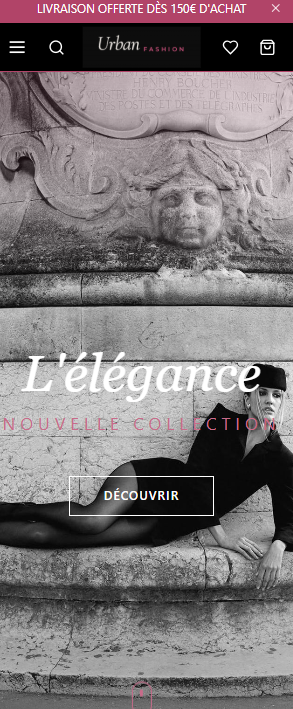 LIVRAISON OFFERTE DÈS 150€ D'ACHAT
Urban FASHION
L'élégance
NOUVELLE COLLECTION
DÉCOUVRIR